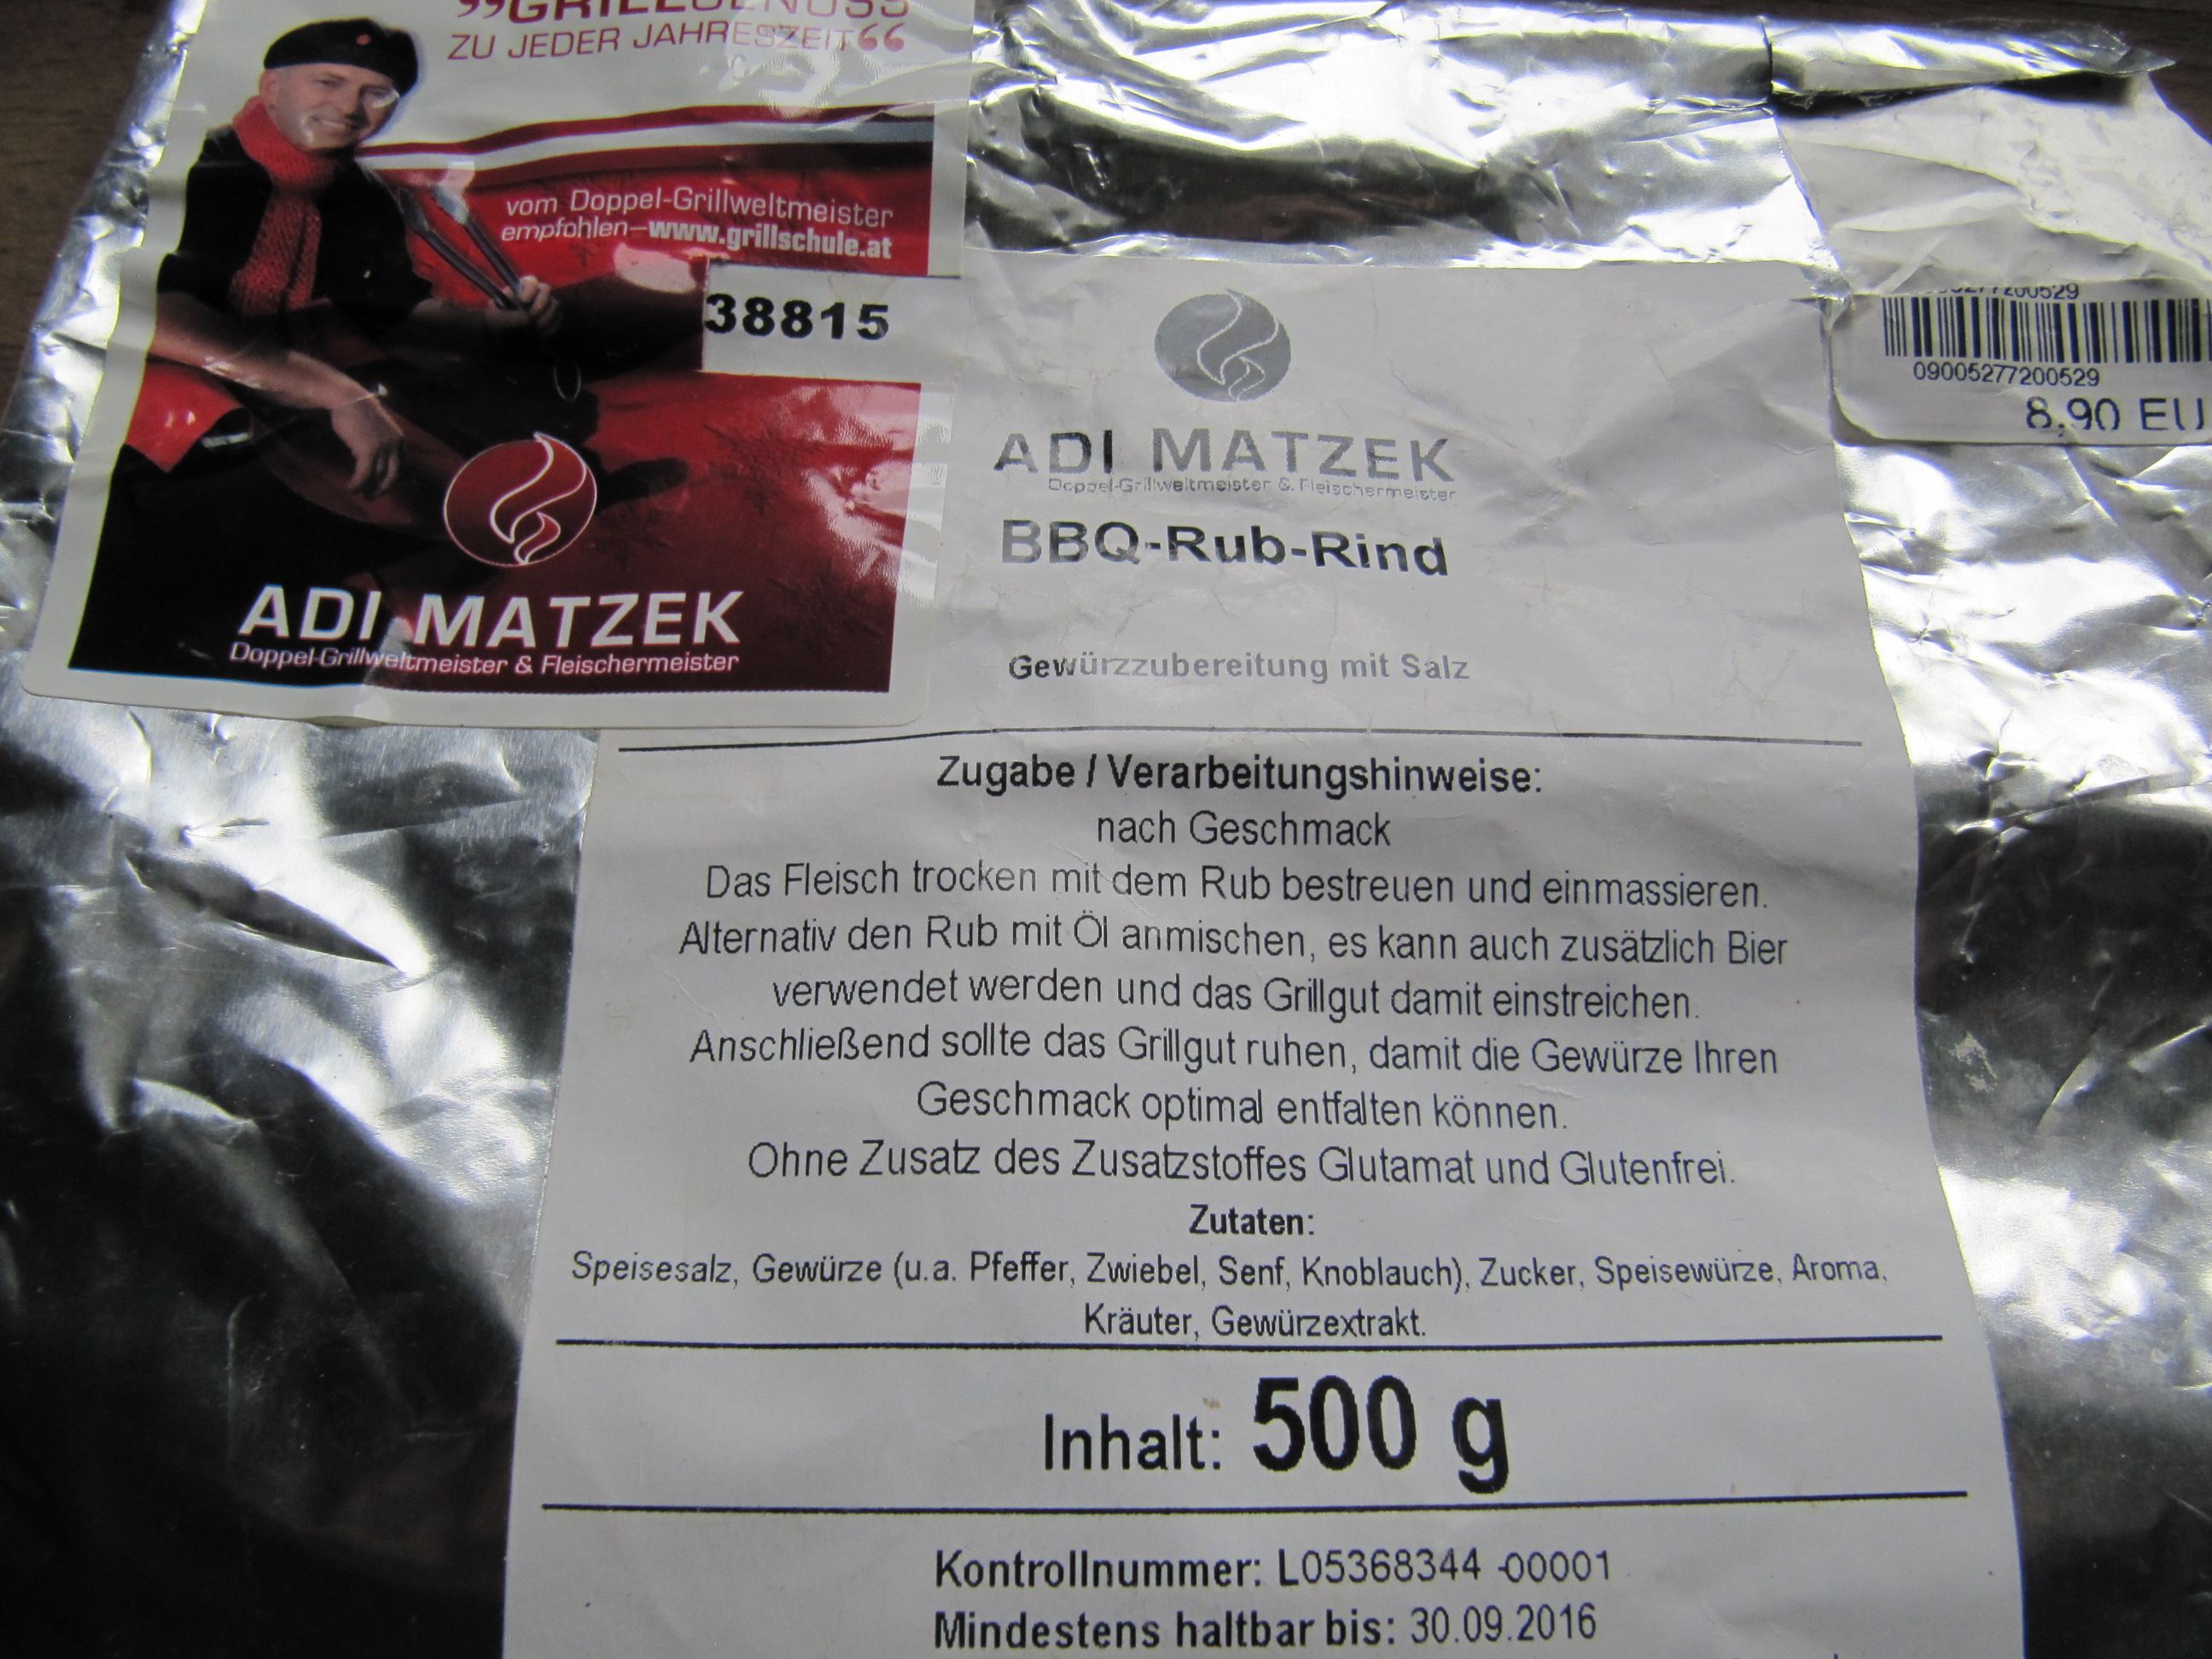 „GRILLGENUSS
ZU JEDER JAHRESZEIT“
vom Doppel-Grillweltmeister
empfohlen–www.grillschule.at
38815
ADI MATZEK
Doppel-Grillweltmeister & Fleischermeister
09005277200529
8,90 EU
ADI MATZEK
Doppel-Grillweltmeister & Fleischermeister
BBQ-Rub-Rind
Gewürzzubereitung mit Salz
Zugabe / Verarbeitungshinweise:
nach Geschmack
Das Fleisch trocken mit dem Rub bestreuen und einmassieren.
Alternativ den Rub mit Öl anmischen, es kann auch zusätzlich Bier
verwendet werden und das Grillgut damit einstreichen.
Anschließend sollte das Grillgut ruhen, damit die Gewürze Ihren
Geschmack optimal entfalten können.
Ohne Zusatz des Zusatzstoffes Glutamat und Glutenfrei.
Zutaten:
Speisesalz, Gewürze (u.a. Pfeffer, Zwiebel, Senf, Knoblauch), Zucker, Speisewürze, Aroma,
Kräuter, Gewürzextrakt.
Inhalt: 500 g
Kontrollnummer: L05368344 -00001
Mindestens haltbar bis: 30.09.2016